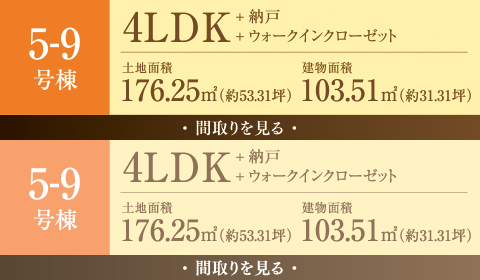 5-9
号棟
4LDK
+ 納戸
+ ウォークインクローゼット
土地面積
建物面積
176.25㎡(約53.31坪)
103.51㎡(約31.31坪)
・ 間取りを見る ・
5-9
号棟
4LDK
+ 納戸
+ ウォークインクローゼット
土地面積
建物面積
176.25㎡(約53.31坪)
103.51㎡(約31.31坪)
・ 間取りを見る ・